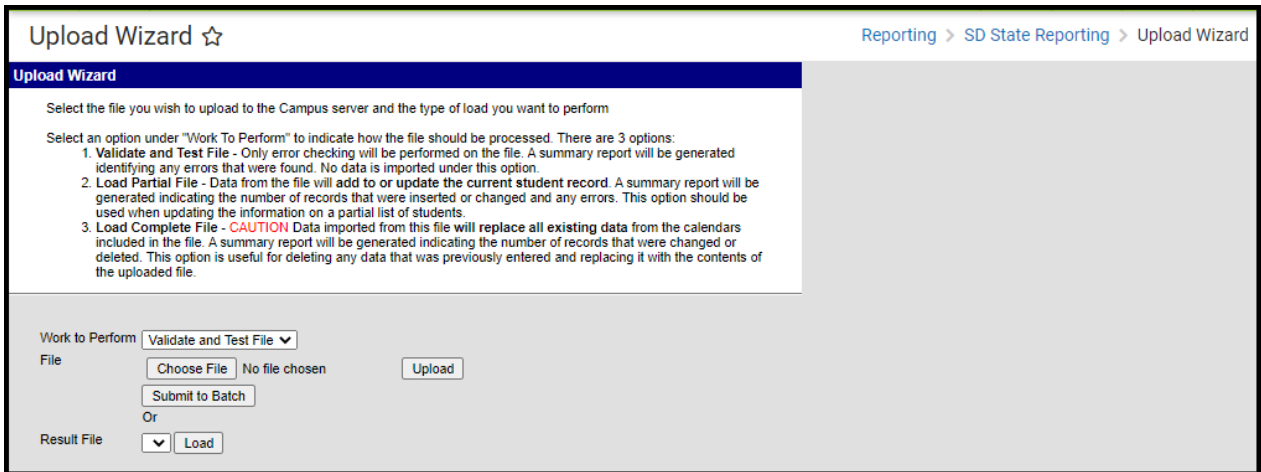 Upload Wizard ☆
Reporting > SD State Reporting > Upload Wizard
Upload Wizard
Select the file you wish to upload to the Campus server and the type of load you want to perform
Select an option under "Work To Perform" to indicate how the file should be processed. There are 3 options:
1. Validate and Test File - Only error checking will be performed on the file. A summary report will be generated
identifying any errors that were found. No data is imported under this option.
2. Load Partial File - Data from the file will add to or update the current student record. A summary report will be
generated indicating the number of records that were inserted or changed and any errors. This option should be
used when updating the information on a partial list of students.
3. Load Complete File - CAUTION Data imported from this file will replace all existing data from the calendars
included in the file. A summary report will be generated indicating the number of records that were changed or
deleted. This option is useful for deleting any data that was previously entered and replacing it with the contents of
the uploaded file.
Work to Perform Validate and Test File
File Choose File No file chosen Upload
Submit to Batch
Or
Result File Load